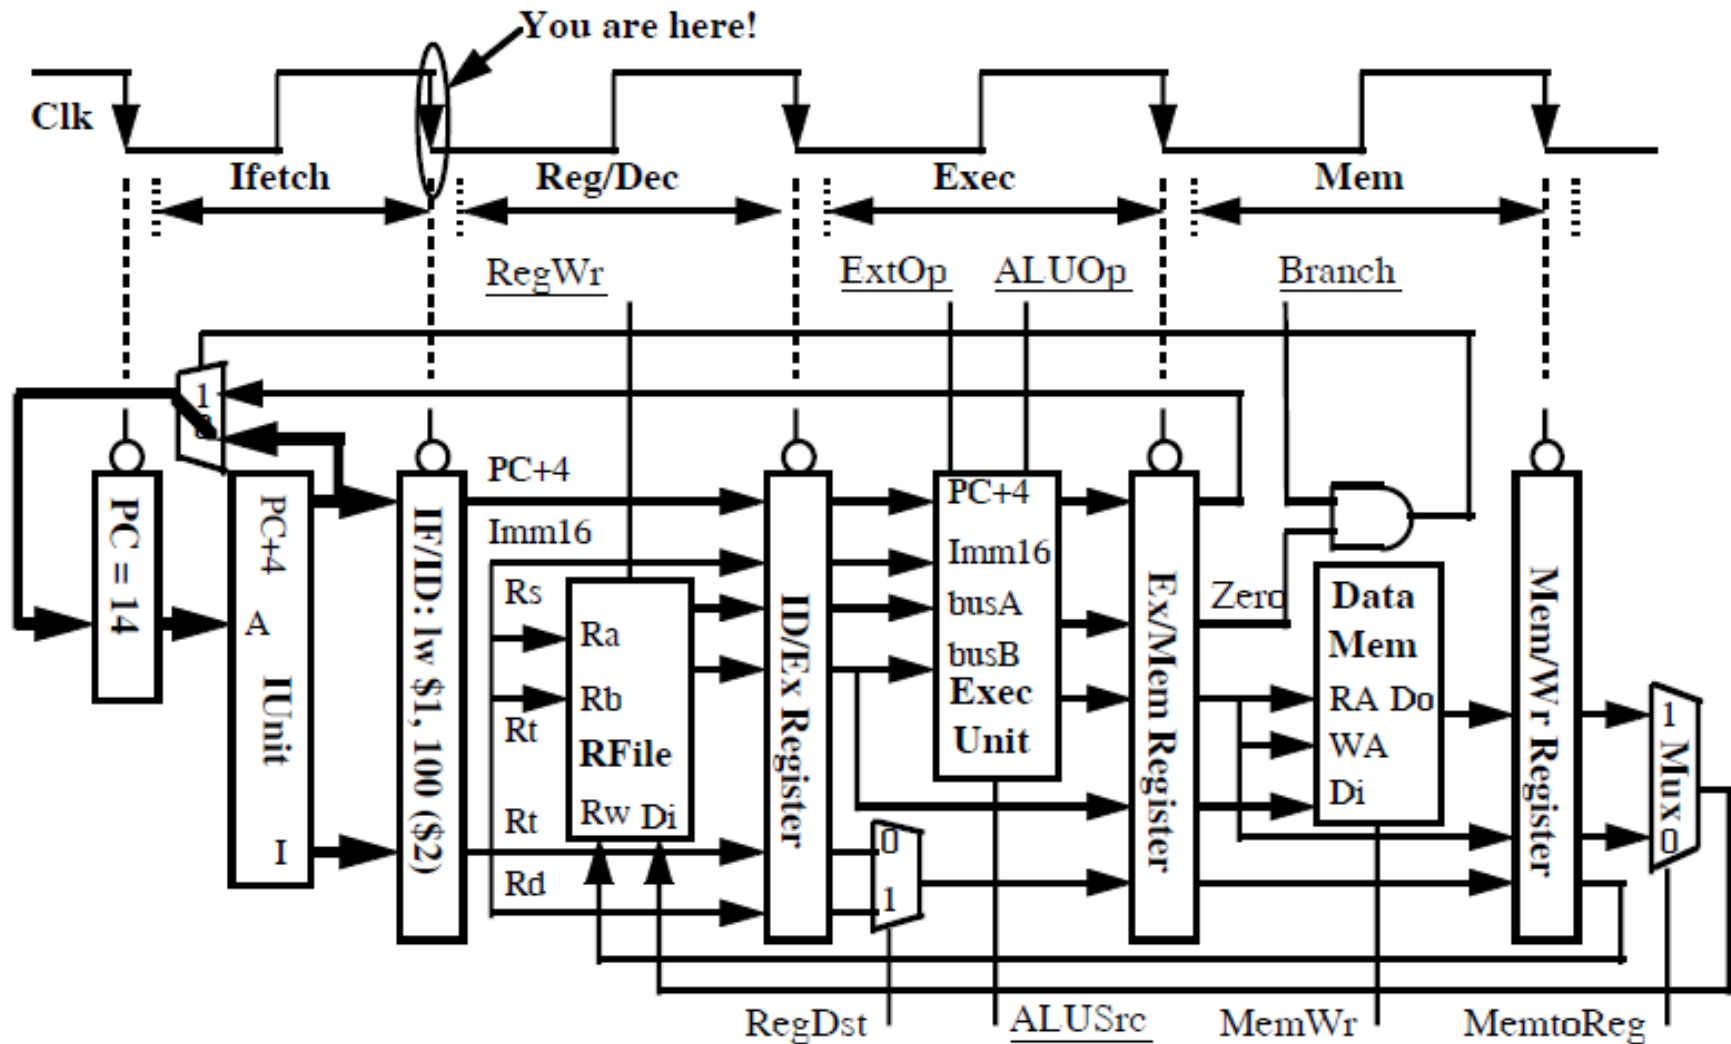 You are here!
Clk
Ifetch
Reg/Dec
Exec
Mem
RegWr
ExtOp
ALUOp
Branch
1
0
PC = 14
PC+4
A
IUnit
I
IF/ID: lw $1, 100 ($2)
PC+4
Imm16
Rs
Ra
Rb
Rt
RFile
Rw Di
Rt
Rd
ID/Ex Register
0
1
PC+4
Imm16
busA
busB
Exec
Unit
Ex/Mem Register
Zero
Data
Mem
RA Do
WA
Di
Mem/Wr Register
1
Mux
0
RegDst
ALUSrc
MemWr
MemtoReg